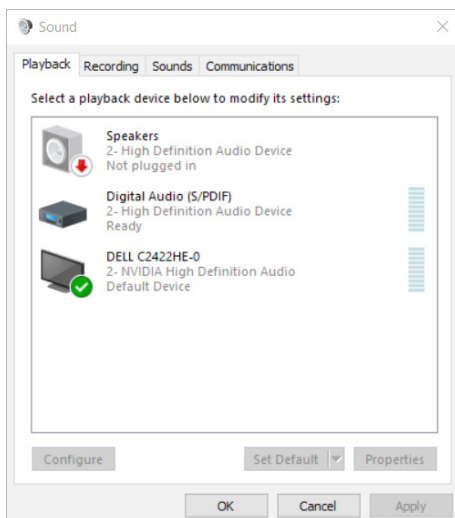 Sound
Playback Recording Sounds Communications
Select a playback device below to modify its settings:
Speakers
2- High Definition Audio Device
Not plugged in
Digital Audio (S/PDIF)
2- High Definition Audio Device
Ready
DELL C2422HE-0
2- NVIDIA High Definition Audio
Default Device
Configure Set Default Properties
OK Cancel Apply